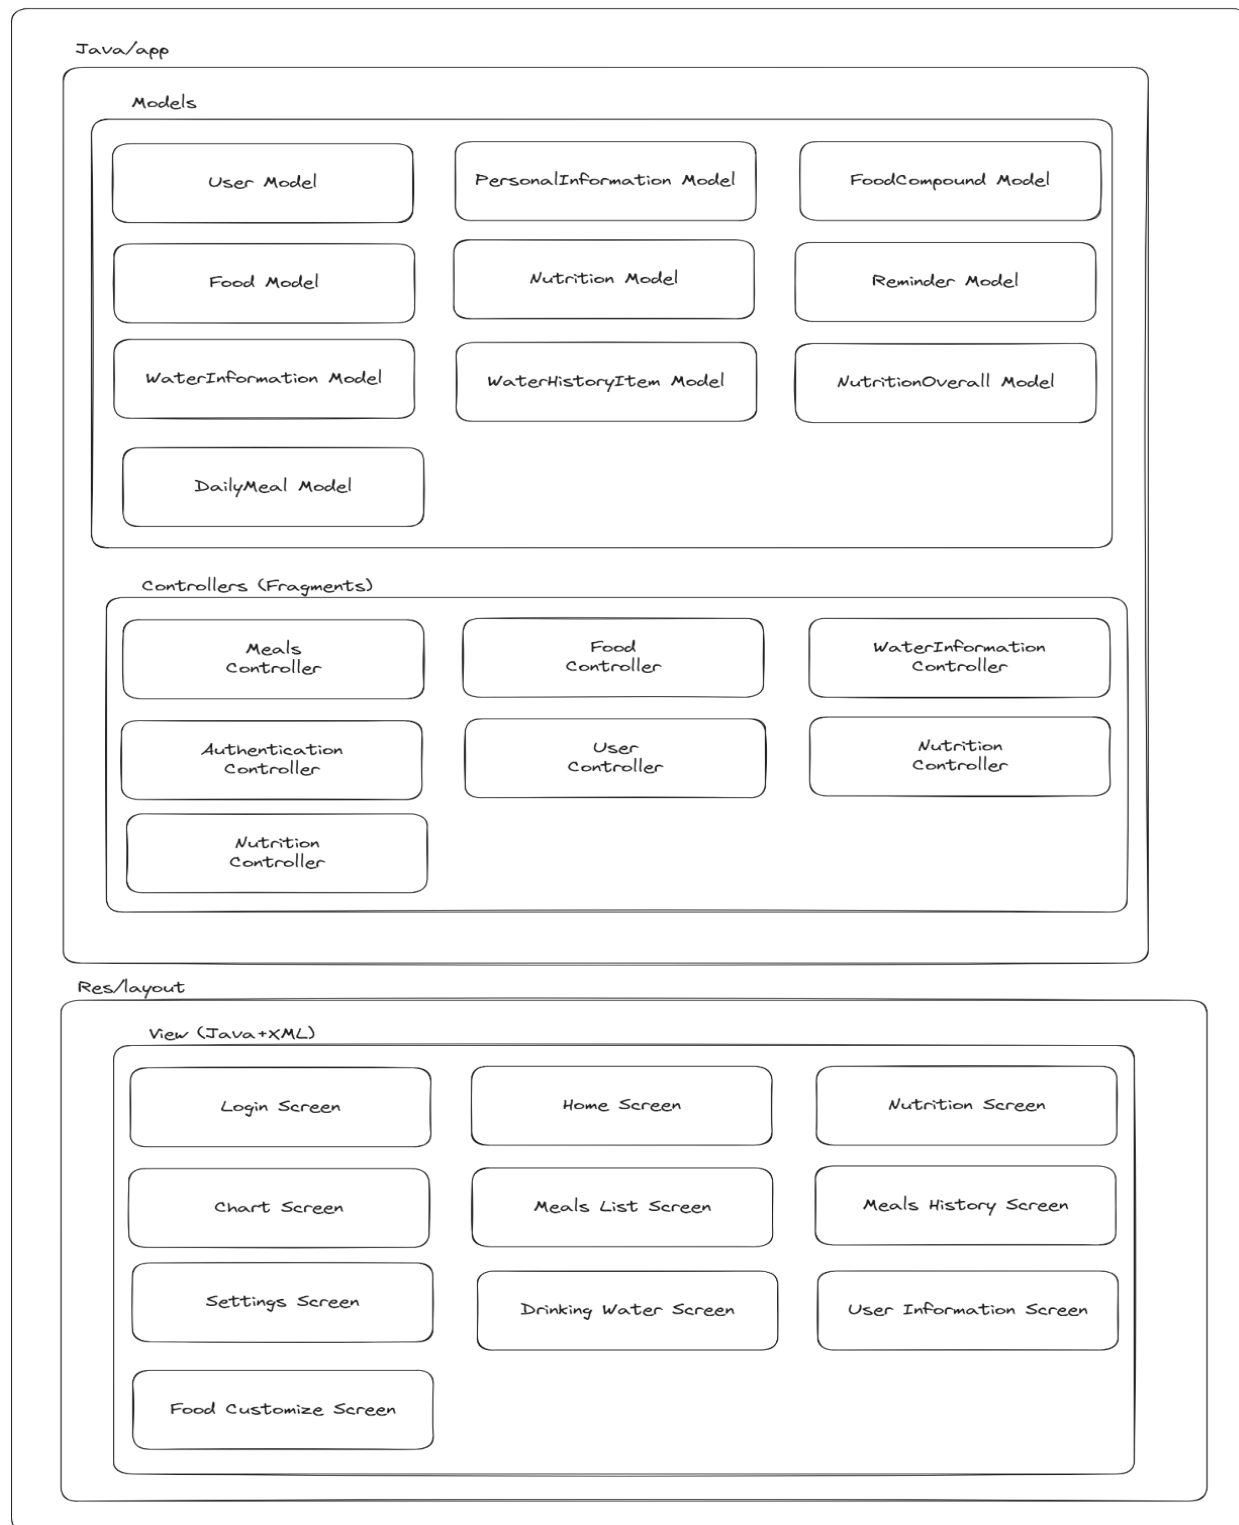 Java/app
Models
User Model
PersonalInformation Model
FoodCompound Model
Food Model
Nutrition Model
Reminder Model
WaterInformation Model
WaterHistoryItem Model
NutritionOverall Model
DailyMeal Model
Controllers (Fragments)
Meals
Controller
Food
Controller
WaterInformation
Controller
Authentication
Controller
User
Controller
Nutrition
Controller
Nutrition
Controller
Res/layout
View (Java+XML)
Login Screen
Home Screen
Nutrition Screen
Chart Screen
Meals List Screen
Meals History Screen
Settings Screen
Drinking Water Screen
User Information Screen
Food Customize Screen